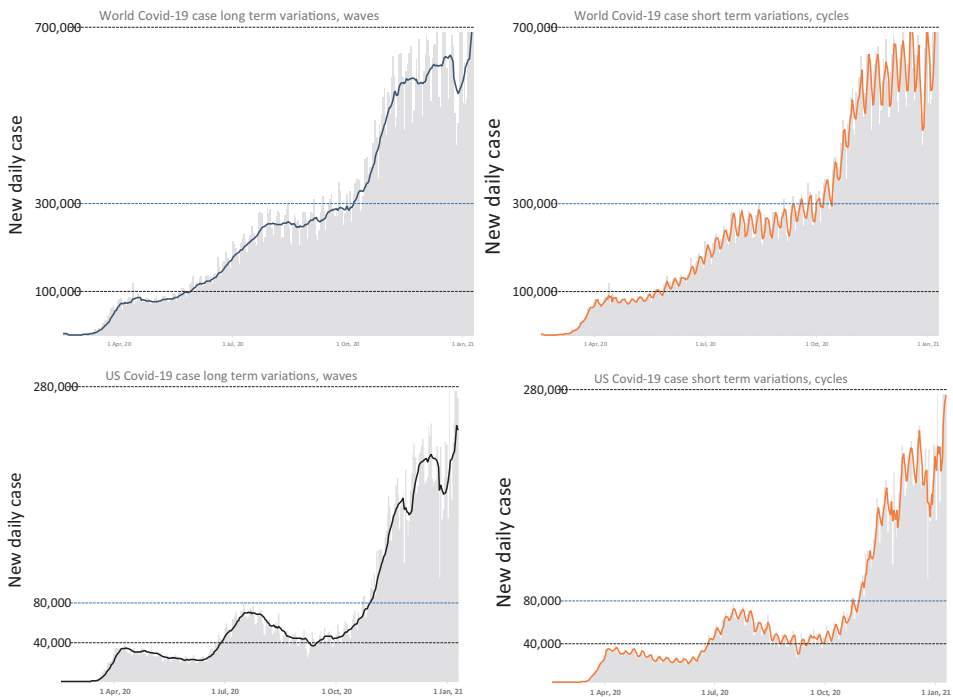 World Covid-19 case long term variations, waves
700,000
New daily case
300,000
100,000
1 Apr, 20
1 Jul, 20
1 Oct, 20
1 Jan, 21
World Covid-19 case short term variations, cycles
700,000
New daily case
300,000
100,000
1 Apr, 20
1 Jul, 20
1 Oct, 20
1 Jan, 21
US Covid-19 case long term variations, waves
280,000
New daily case
80,000
40,000
1 Apr, 20
1 Jul, 20
1 Oct, 20
1 Jan, 21
US Covid-19 case short term variations, cycles
280,000
New daily case
80,000
40,000
1 Apr, 20
1 Jul, 20
1 Oct, 20
1 Jan, 21